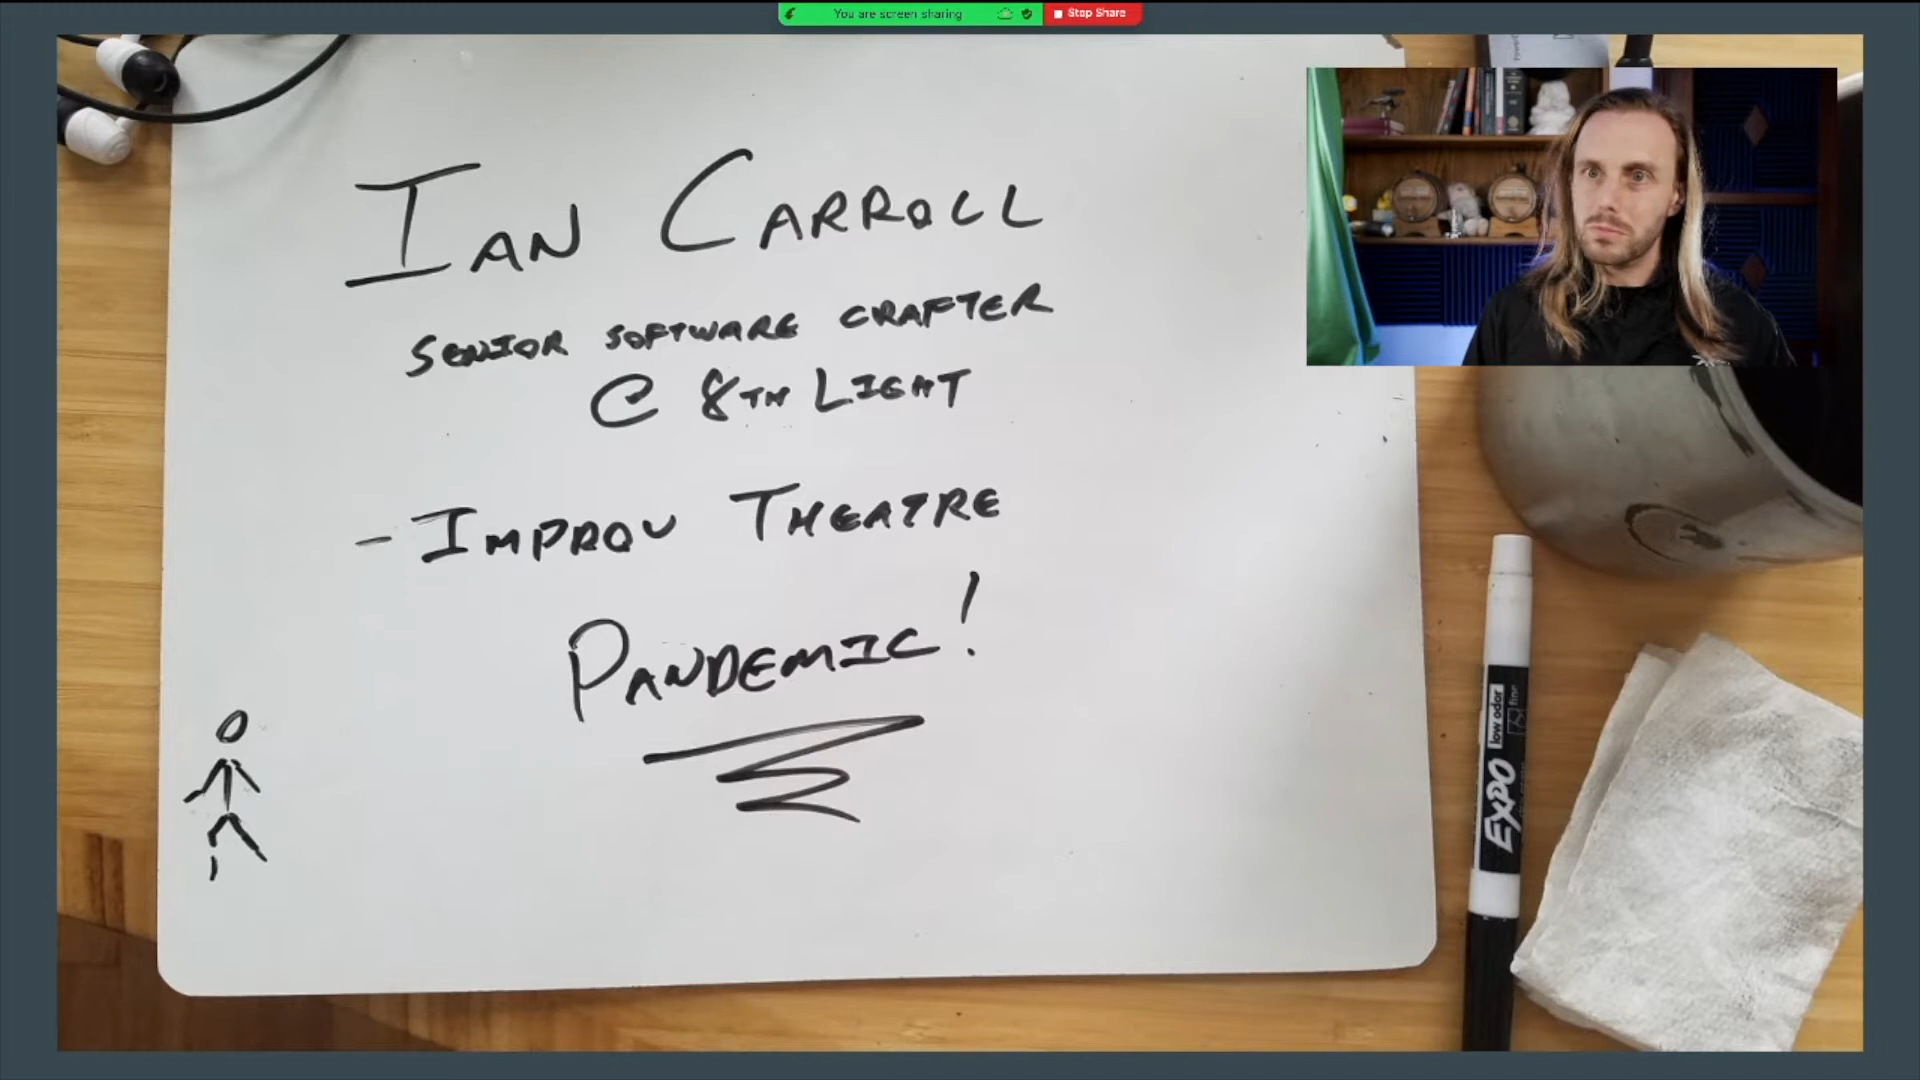 You are screen sharing
Stop Share
IAN CARROLL
SENIOR SOFTWARE CRAFTER
@ 8TH LIGHT
- IMPROV THEATRE
PANDEMIC!
EXPO
low odor
fine